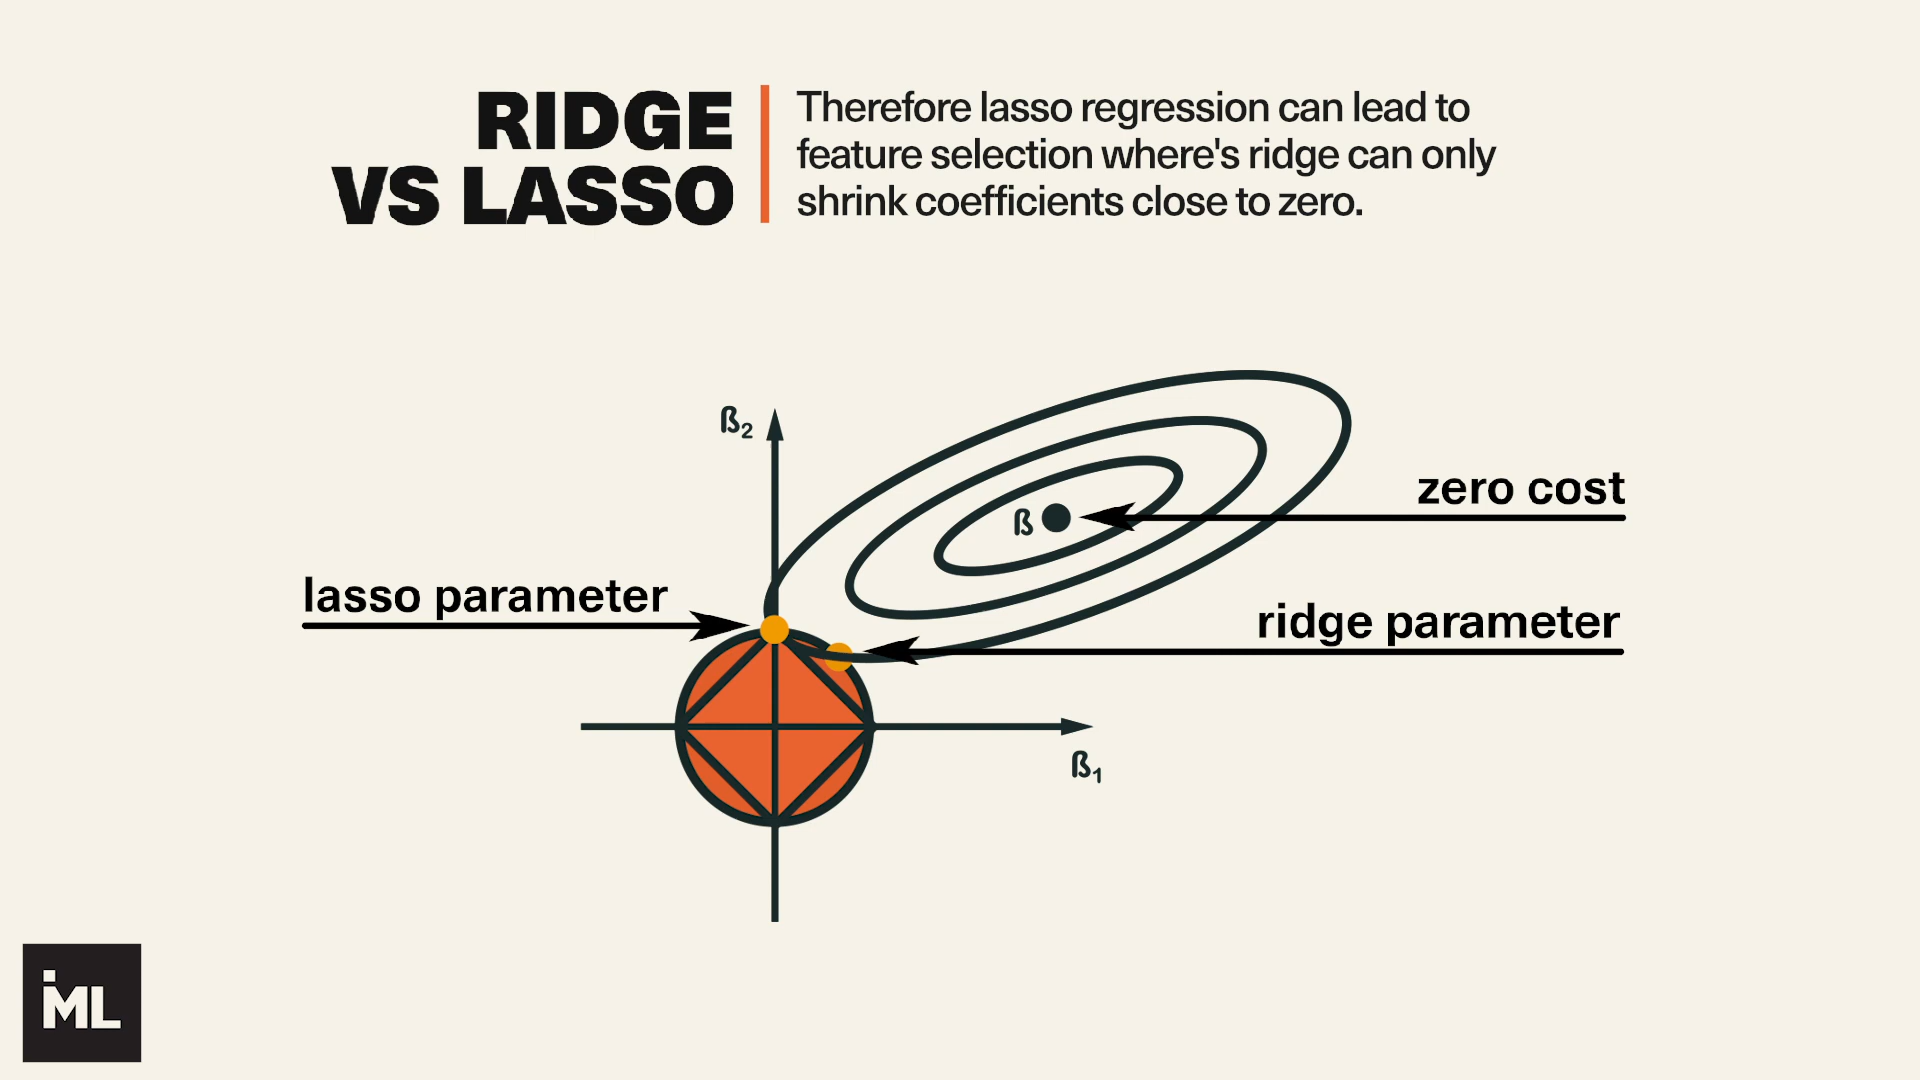 RIDGE
VS LASSO
Therefore lasso regression can lead to
feature selection where's ridge can only
shrink coefficients close to zero.
ß₂
zero cost
ß
lasso parameter
ridge parameter
ß₁
iML